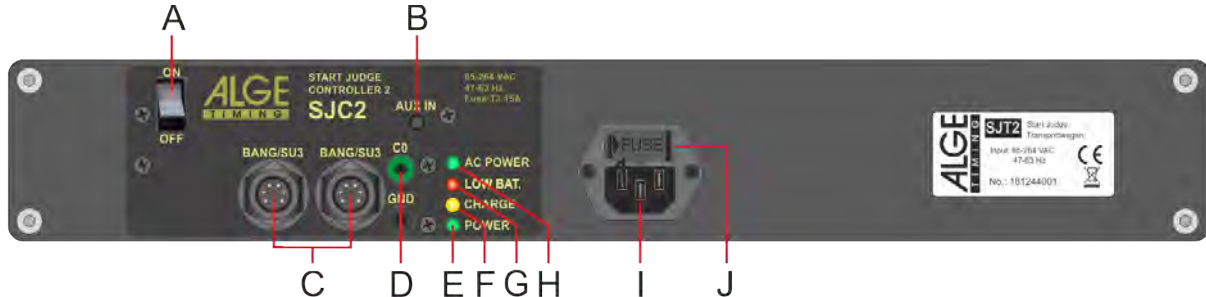 A
B
ON
OFF
ALGE
TIMING
START JUDGE
CONTROLLER 2
SJC2
AUX IN
85-264 VAC
47-63 Hz
Fuse:T3.15A
BANG/SU3
BANG/SU3
C0
GND
AC POWER
LOW BAT.
CHARGE
POWER
FUSE
ALGE
TIMING
SJT2
Start Judge
Transportwagen
Input: 85-264 VAC
47-63 Hz
CE
No.: 181244001
C
D
E
F
G
H
I
J